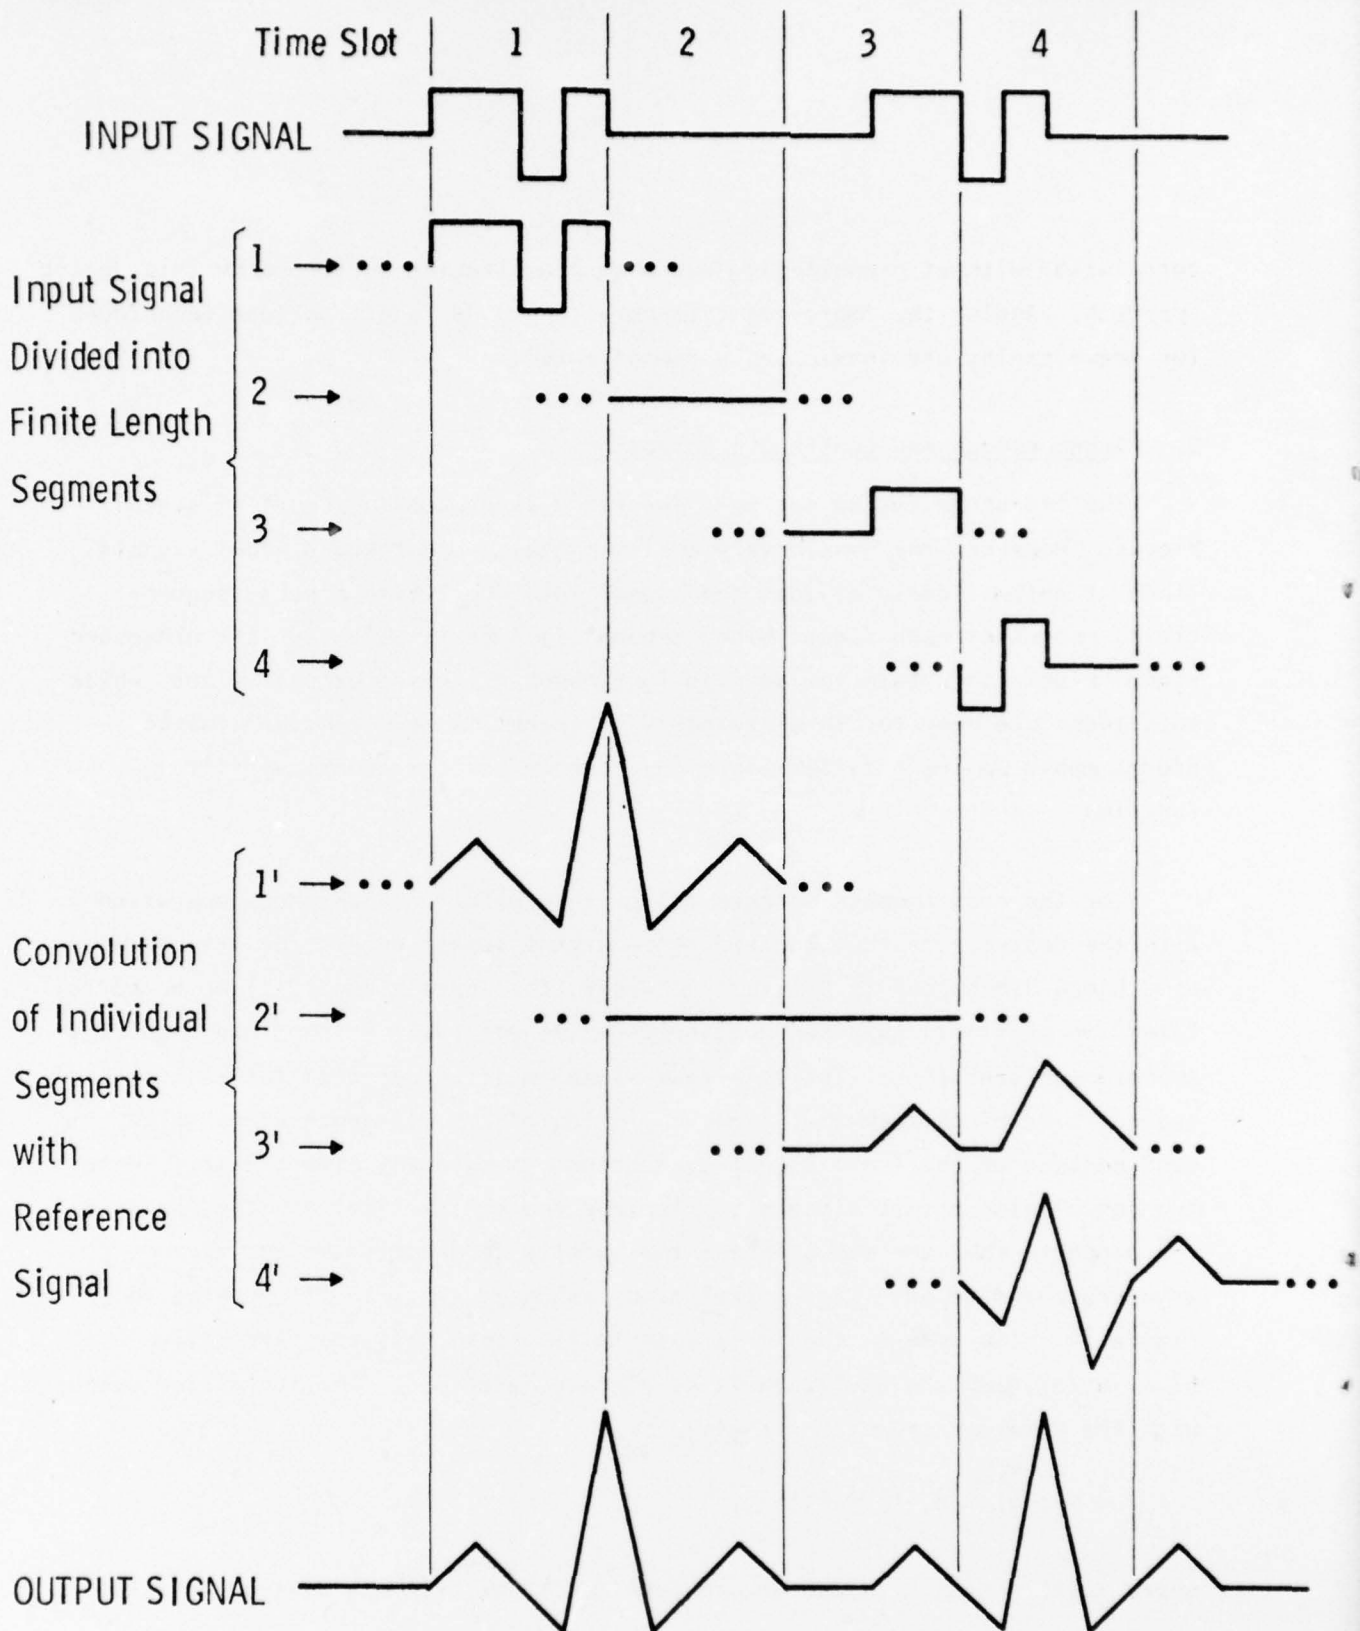 Time Slot 1 2 3 4
INPUT SIGNAL
Input Signal
Divided into
Finite Length
Segments
1
2
3
4
Convolution
of Individual
Segments
with
Reference
Signal
1'
2'
3'
4'
OUTPUT SIGNAL